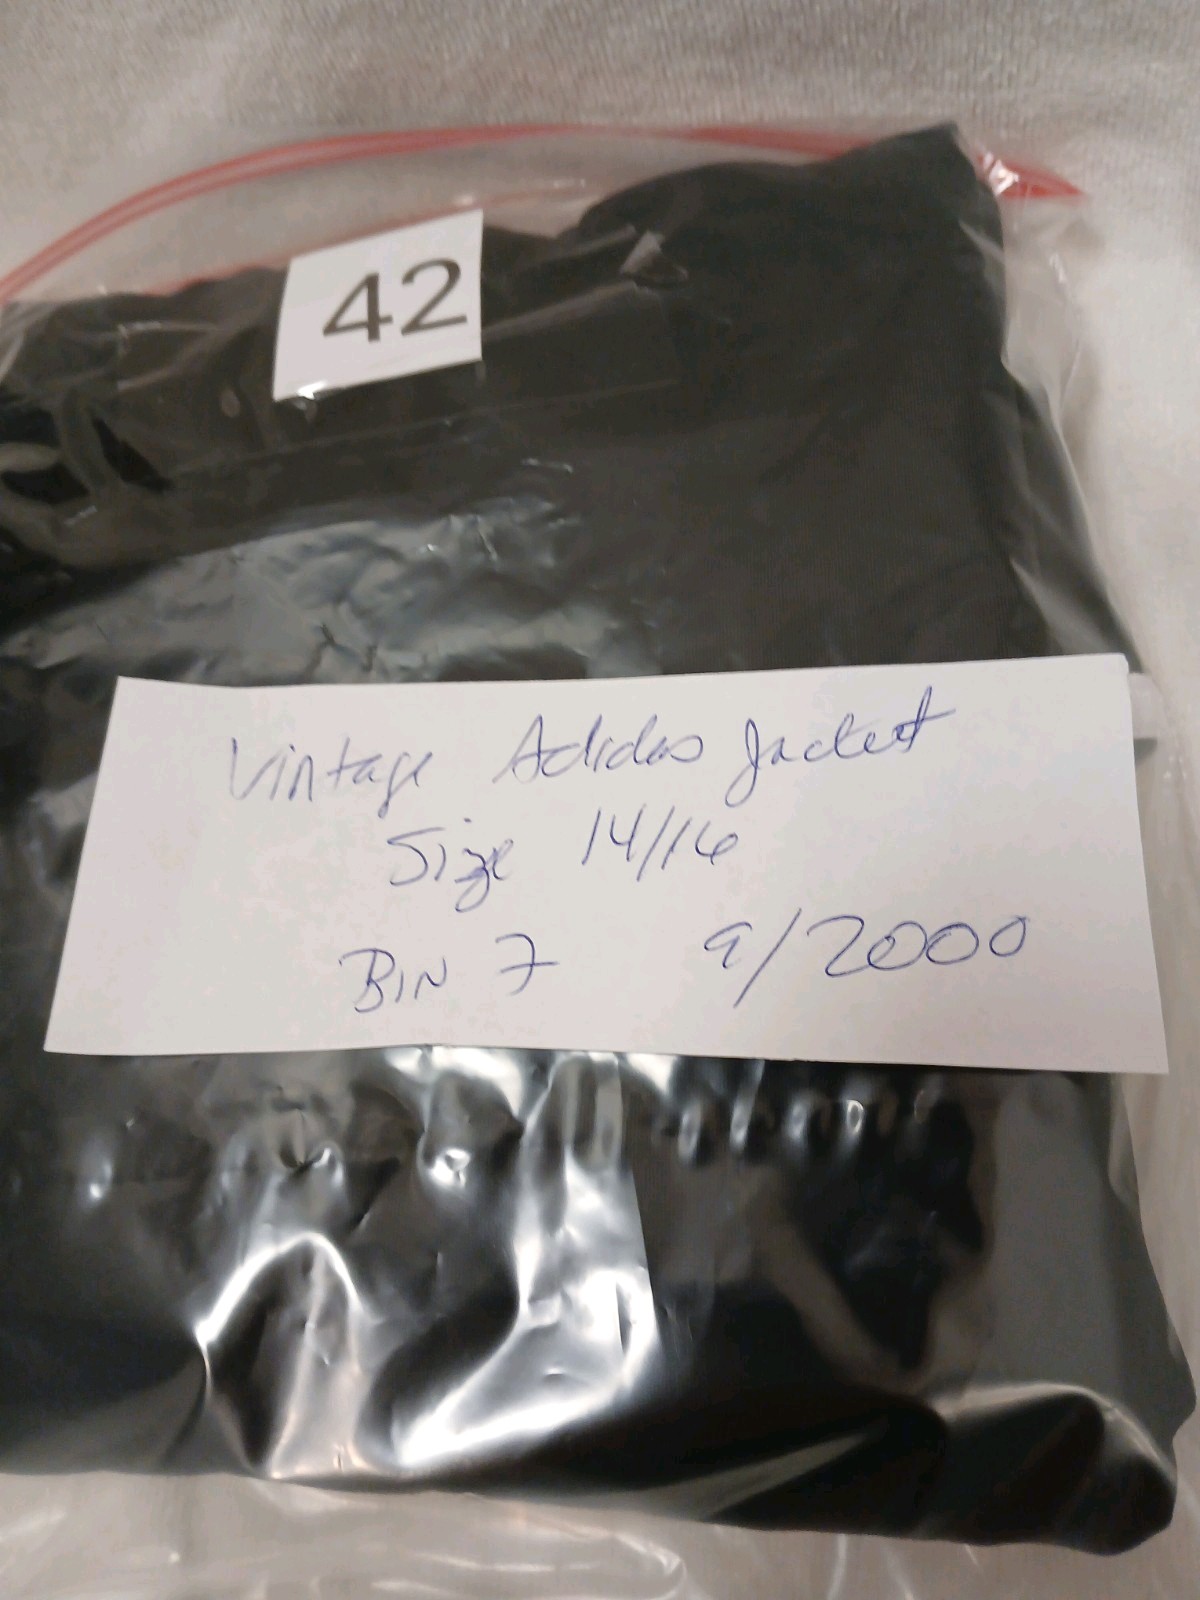 42
Vintage Adidas Jacket
Size 14/16
BIN 7 9/2000